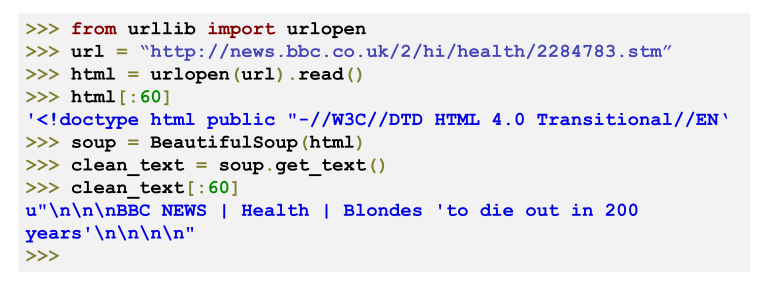 >>> from urllib import urlopen
>>> url = “http://news.bbc.co.uk/2/hi/health/2284783.stm”
>>> html = urlopen(url).read()
>>> html[:60]
'<!doctype html public "-//W3C//DTD HTML 4.0 Transitional//EN‘
>>> soup = BeautifulSoup(html)
>>> clean_text = soup.get_text()
>>> clean_text[:60]
u"\n\n\nBBC NEWS | Health | Blondes 'to die out in 200
years'\n\n\n\n"
>>>